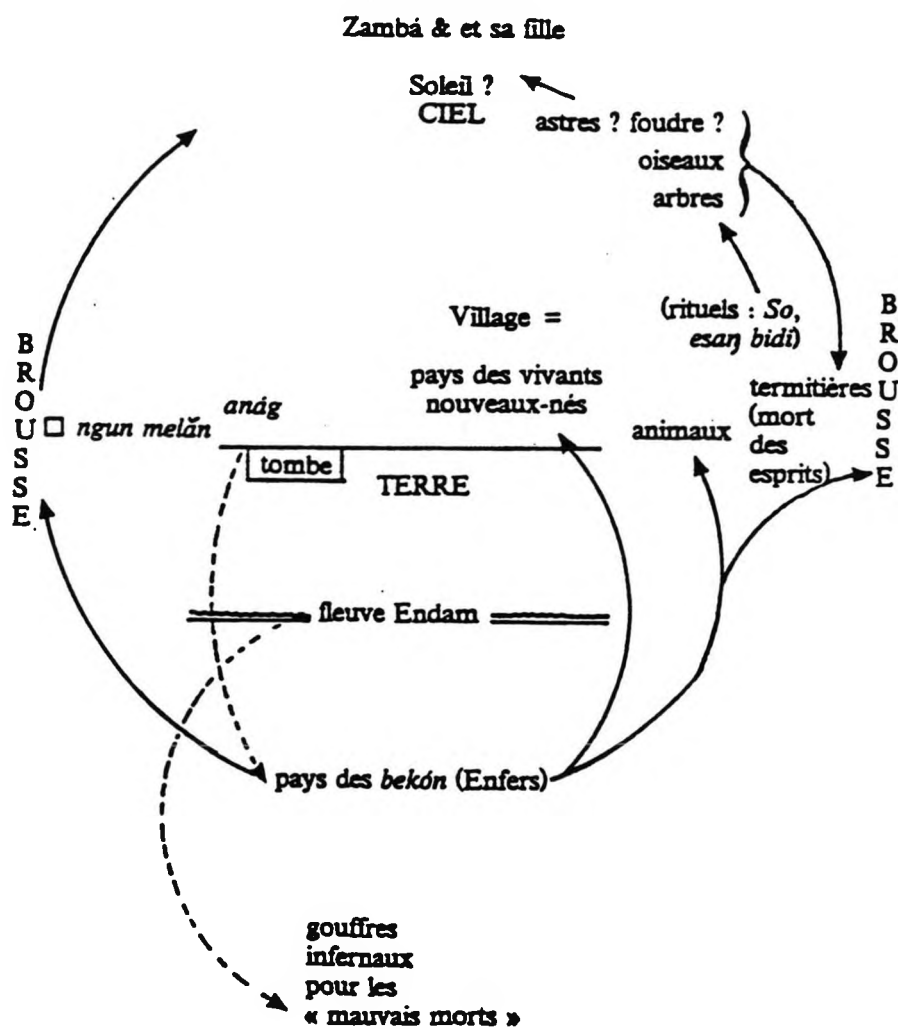 Zambá & et sa fille
Soleil ?
CIEL
astres ? foudre ?
oiseaux
arbres
(rituels : So,
esaŋ bidi)
Village =
pays des vivants
nouveaux-nés
BROUSSE
ngun melăn
anág
tombe
TERRE
animaux
termitières
(mort
des
esprits)
BROUSSE
fleuve Endam
pays des bekón (Enfers)
gouffres
infernaux
pour les
« mauvais morts »